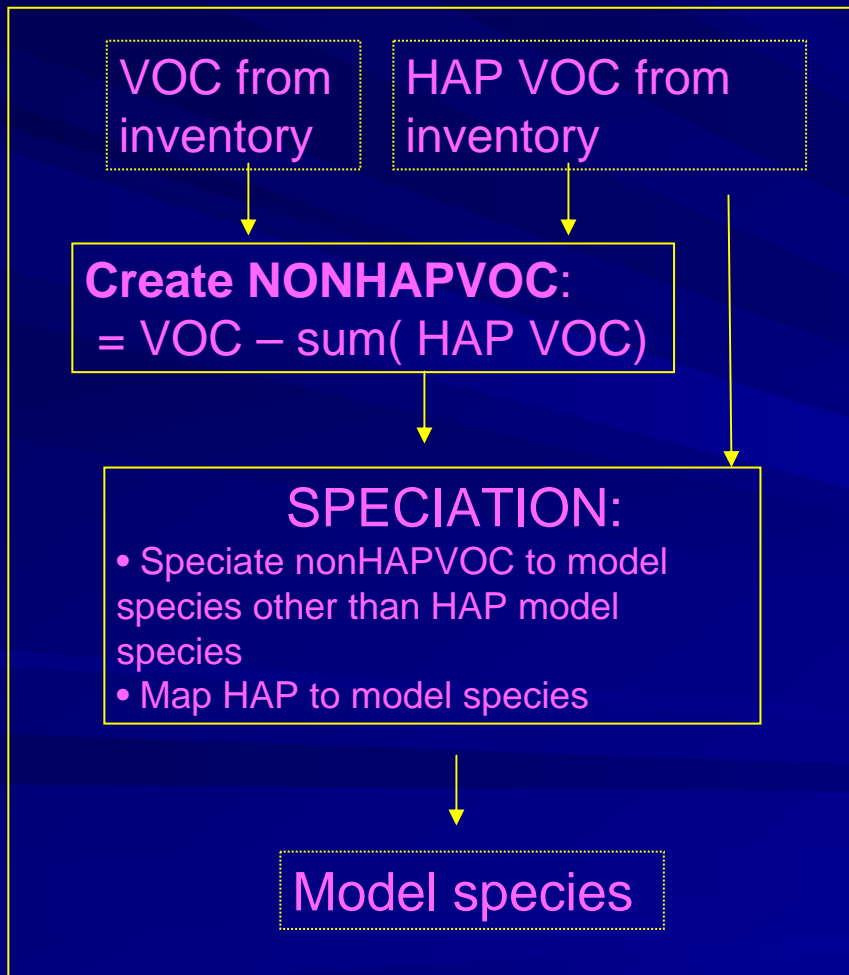 VOC from
inventory
HAP VOC from
inventory
Create NONHAPVOC:
= VOC – sum( HAP VOC)
SPECIATION:
• Speciate nonHAPVOC to model
species other than HAP model
species
• Map HAP to model species
Model species